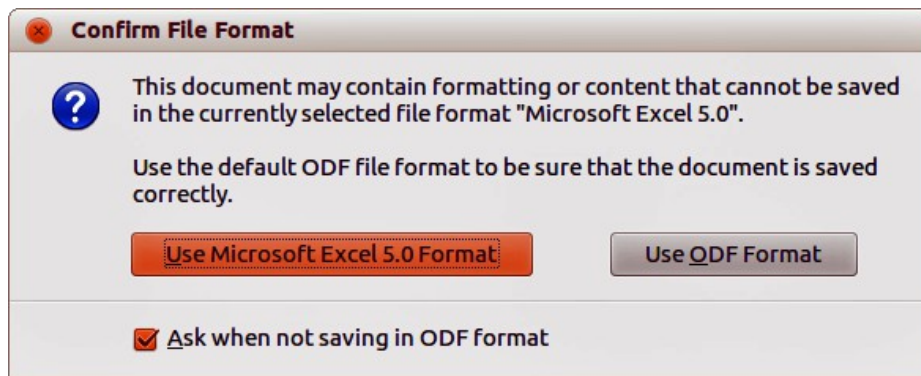 Confirm File Format
This document may contain formatting or content that cannot be saved
in the currently selected file format "Microsoft Excel 5.0".
Use the default ODF file format to be sure that the document is saved
correctly.
Use Microsoft Excel 5.0 Format
Use ODF Format
Ask when not saving in ODF format